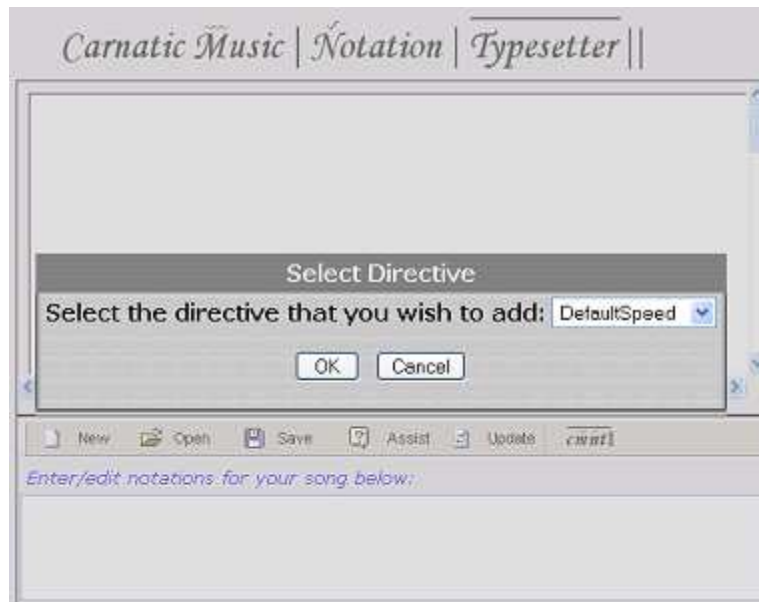 Carnatic Music | Notation | Typesetter ||
Select Directive
Select the directive that you wish to add: DefaultSpeed
OK Cancel
New Open Save Assist Update cmnt
Enter/edit notations for your song below: